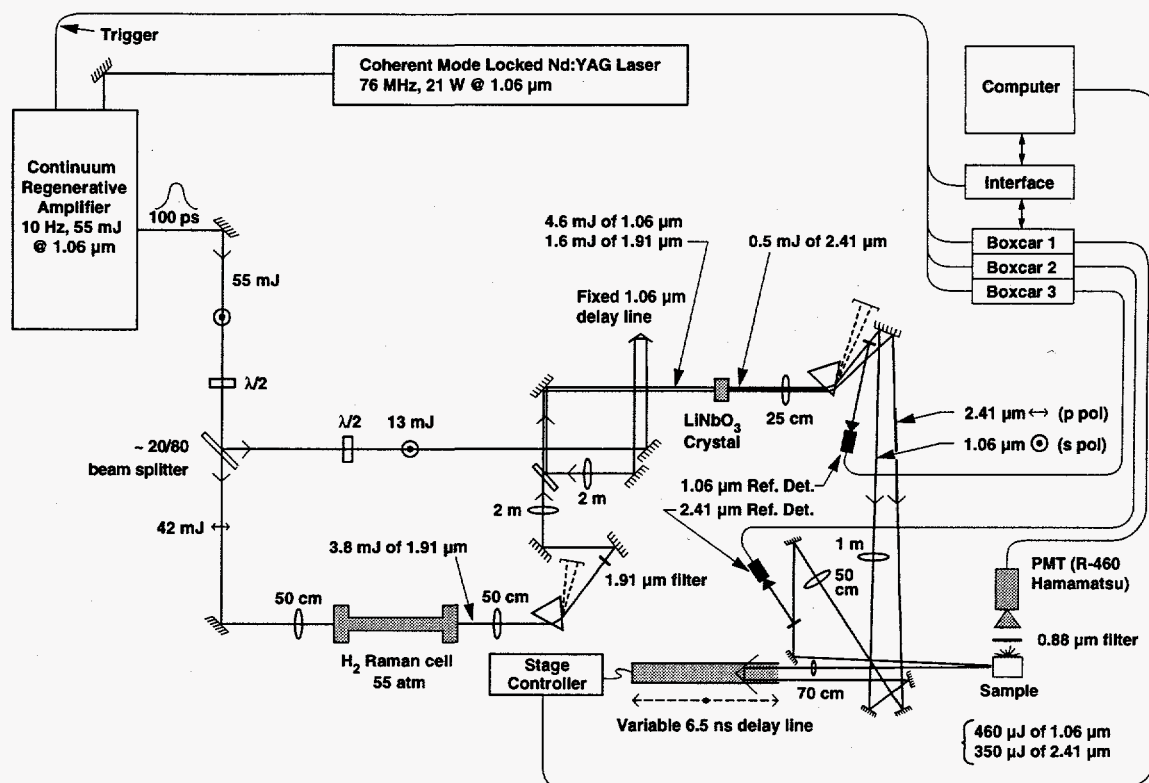 Trigger
Coherent Mode Locked Nd:YAG Laser
76 MHz, 21 W @ 1.06 µm
Computer
Continuum
Regenerative
Amplifier
10 Hz, 55 mJ
@ 1.06 µm
100 ps
Interface
Boxcar 1
Boxcar 2
Boxcar 3
4.6 mJ of 1.06 µm
1.6 mJ of 1.91 µm
0.5 mJ of 2.41 µm
55 mJ
Fixed 1.06 µm
delay line
λ/2
λ/2
13 mJ
LiNbO3
Crystal
25 cm
2.41 µm ↔ (p pol)
1.06 µm ⊙ (s pol)
~ 20/80
beam splitter
2 m
2 m
1.06 µm Ref. Det.
2.41 µm Ref. Det.
42 mJ ↔
3.8 mJ of 1.91 µm
1.91 µm filter
1 m
50
cm
PMT (R-460
Hamamatsu)
50 cm
50 cm
0.88 µm filter
H2 Raman cell
55 atm
Stage
Controller
70 cm
Sample
Variable 6.5 ns delay line
460 µJ of 1.06 µm
350 µJ of 2.41 µm